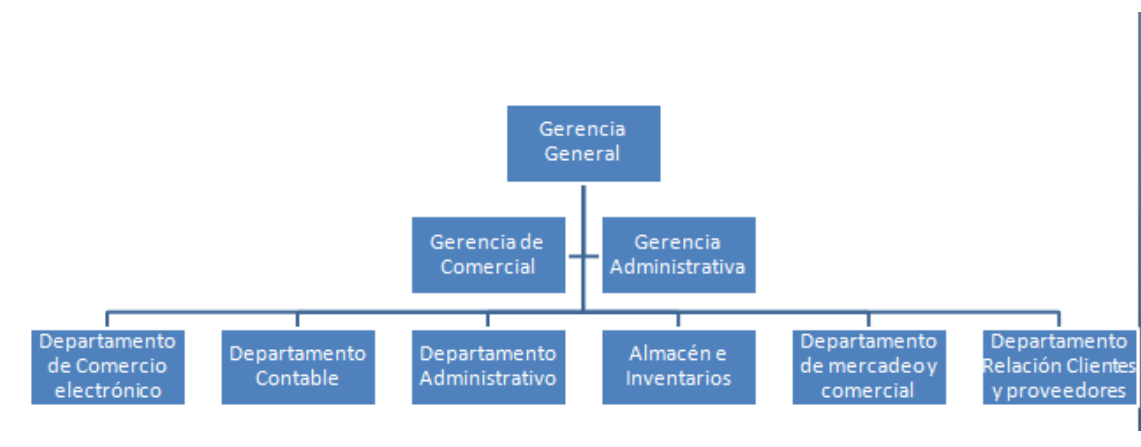 Gerencia
General
Gerencia de
Comercial
Gerencia
Administrativa
Departamento
de Comercio
electrónico
Departamento
Contable
Departamento
Administrativo
Almacén e
Inventarios
Departamento
de mercadeo y
comercial
Departamento
Relación Clientes
y proveedores